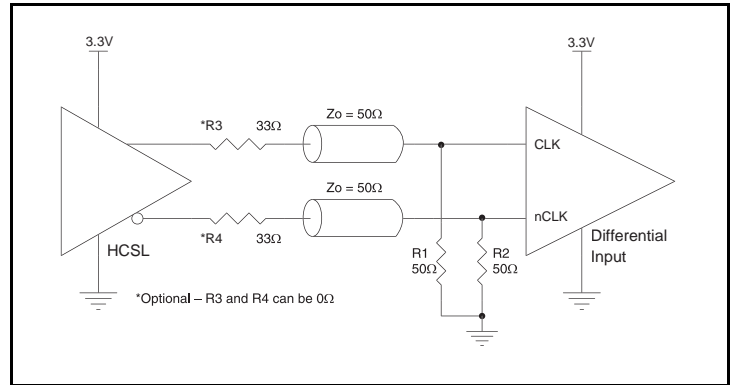 3.3V
3.3V
*R3 33Ω
Zo = 50Ω
CLK
Zo = 50Ω
nCLK
*R4 33Ω
HCSL
R1
50Ω
R2
50Ω
Differential
Input
*Optional – R3 and R4 can be 0Ω